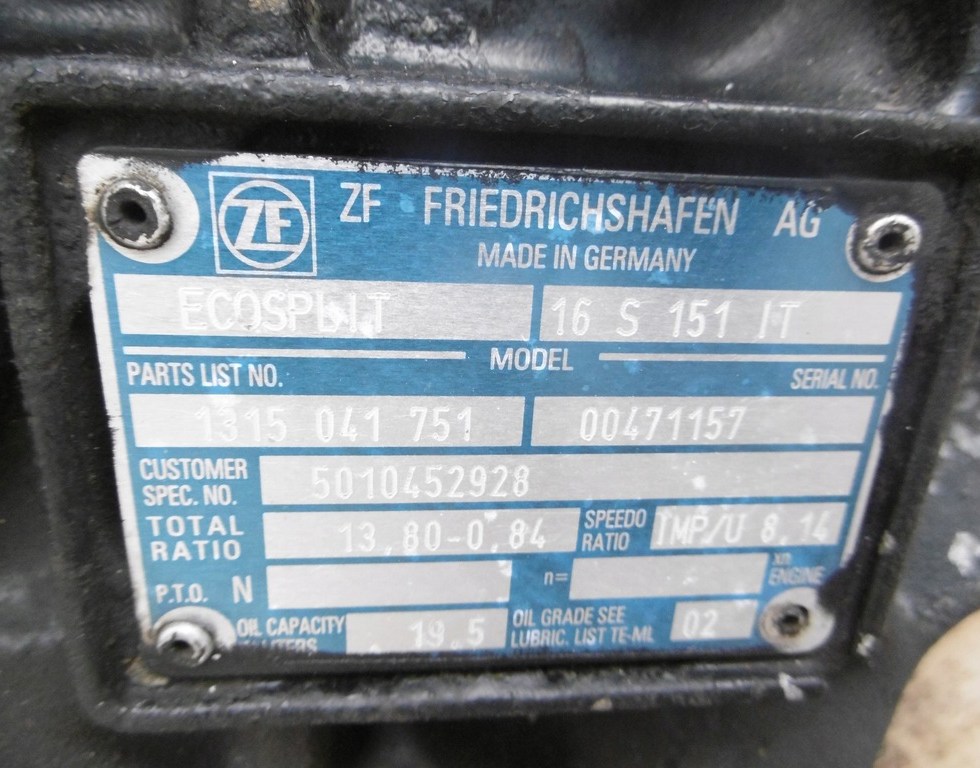 ZF ZF FRIEDRICHSHAFEN AG
MADE IN GERMANY
ECOSPLIT 16 S 151 IT
MODEL
PARTS LIST NO. SERIAL NO.
1315 041 751 00471157
CUSTOMER SPEC. NO. 5010452928
TOTAL RATIO 13,80-0,84 SPEEDO RATIO IMP/U 8,14
P.T.O. N n= xn ENGINE
OIL CAPACITY 19.5 OIL GRADE SEE LUBRIC. LIST TE-ML 02